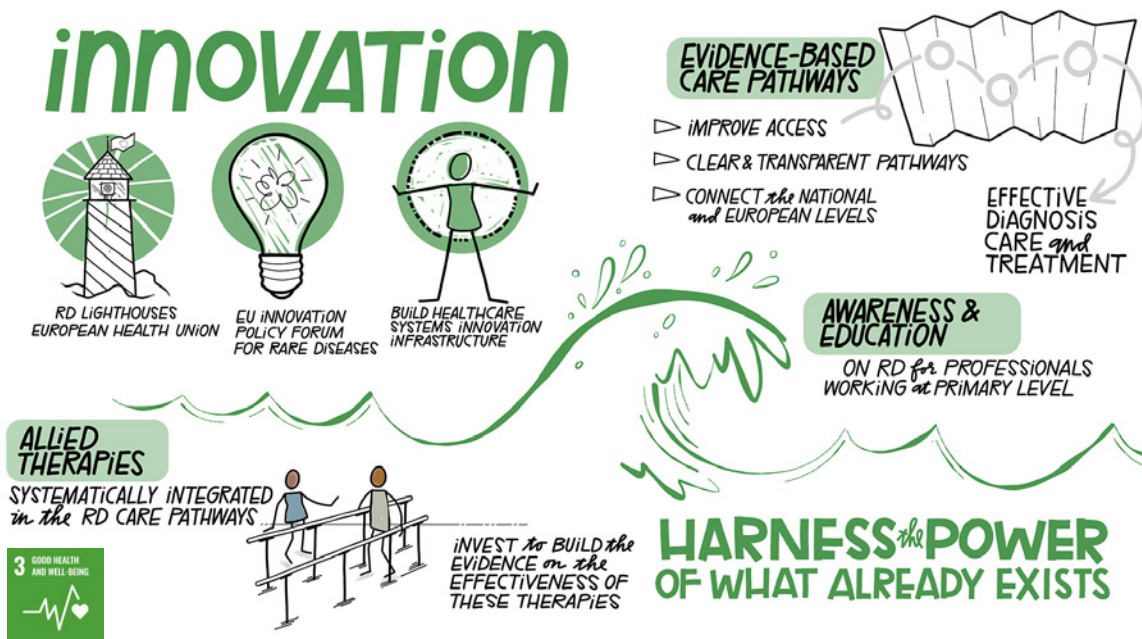 iNNOVATION
RD LiGHTHOUSES
EUROPEAN HEALTH UNiON
EU iNNOVATION
POLiCY FORUM
FOR RARE DiSEASES
BUiLD HEALTHCARE
SYSTEMS iNNOVATION
iNFRASTRUCTURE
EViDENCE-BASED
CARE PATHWAYS
iMPROVE ACCESS
CLEAR & TRANSPARENT PATHWAYS
CONNECT the NATIONAL
and EUROPEAN LEVELS
EFFECTiVE
DiAGNOSiS
CARE and
TREATMENT
AWARENESS &
EDUCATION
ON RD for PROFESSIONALS
WORKiNG at PRiMARY LEVEL
ALLiED
THERAPiES
SYSTEMATiCALLY iNTEGRATED
in the RD CARE PATHWAYS
iNVEST to BUiLD the
EViDENCE on the
EFFECTiVENESS OF
THESE THERAPiES
HARNESS the POWER
OF WHAT ALREADY EXiSTS
3 GOOD HEALTH
AND WELL-BEING